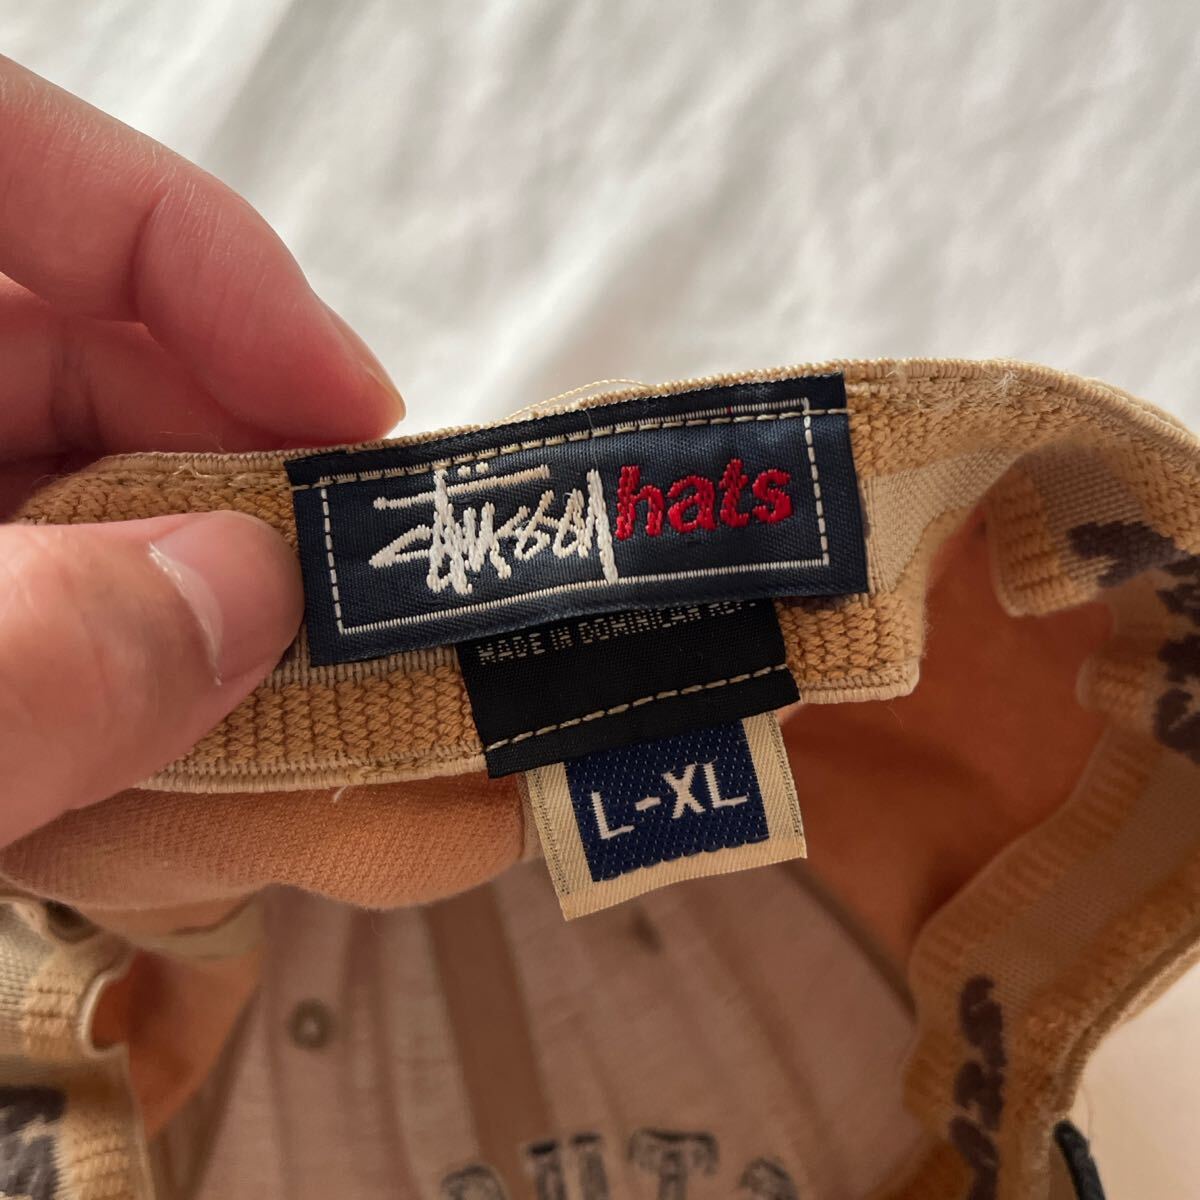 stüssy hats
MADE IN DOMINICAN REP.
L-XL